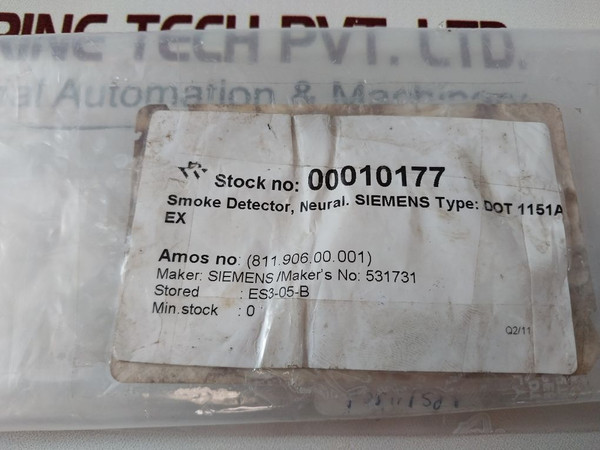 RING TECH PVT. LTD.
al Automation & Machinery
Stock no: 00010177
Smoke Detector, Neural. SIEMENS Type: DOT 1151A
EX
Amos no: (811.906.00.001)
Maker: SIEMENS /Maker's No: 531731
Stored : ES3-05-B
Min.stock : 0
Q2/11